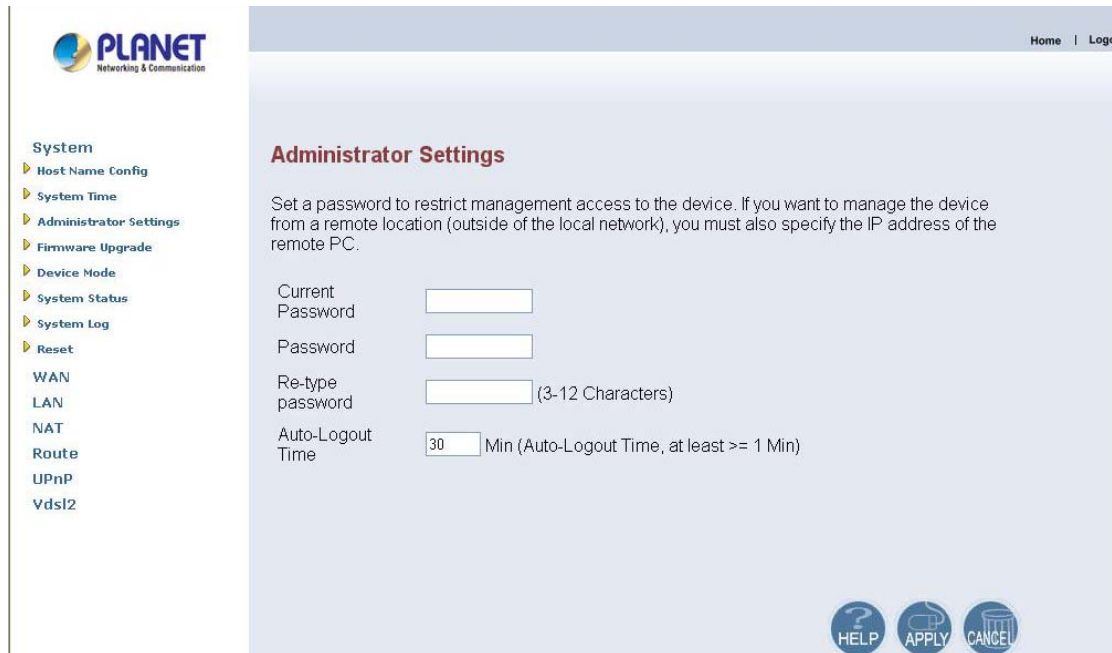 PLANET
Networking & Communication
Home | Logo
System
Host Name Config
System Time
Administrator Settings
Firmware Upgrade
Device Mode
System Status
System Log
Reset
WAN
LAN
NAT
Route
UPnP
Vdsl2
Administrator Settings
Set a password to restrict management access to the device. If you want to manage the device
from a remote location (outside of the local network), you must also specify the IP address of the
remote PC.
Current
Password
Password
Re-type
password
(3-12 Characters)
Auto-Logout
Time
30 Min (Auto-Logout Time, at least >= 1 Min)
HELP APPLY CANCEL